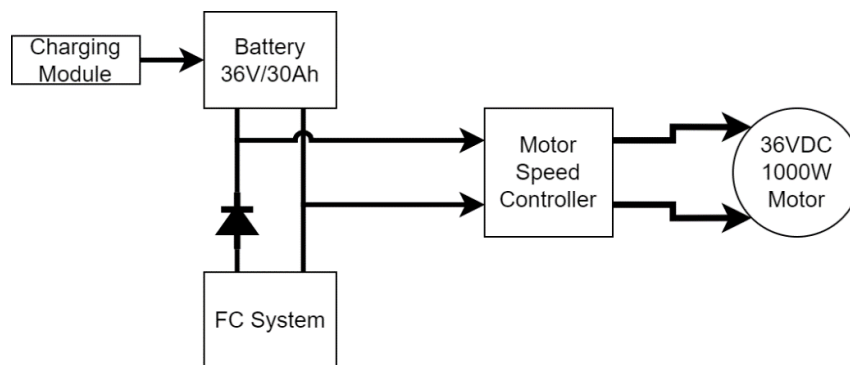 Charging
Module
Battery
36V/30Ah
Motor
Speed
Controller
36VDC
1000W
Motor
FC System